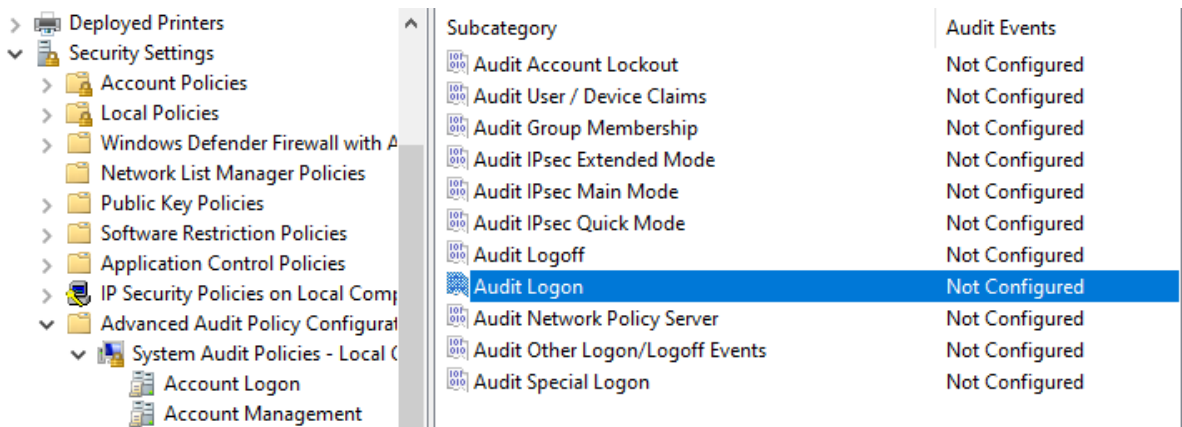 Deployed Printers
Security Settings
Account Policies
Local Policies
Windows Defender Firewall with A
Network List Manager Policies
Public Key Policies
Software Restriction Policies
Application Control Policies
IP Security Policies on Local Comp
Advanced Audit Policy Configurat
System Audit Policies - Local C
Account Logon
Account Management
Subcategory Audit Events
Audit Account Lockout Not Configured
Audit User / Device Claims Not Configured
Audit Group Membership Not Configured
Audit IPsec Extended Mode Not Configured
Audit IPsec Main Mode Not Configured
Audit IPsec Quick Mode Not Configured
Audit Logoff Not Configured
Audit Logon Not Configured
Audit Network Policy Server Not Configured
Audit Other Logon/Logoff Events Not Configured
Audit Special Logon Not Configured